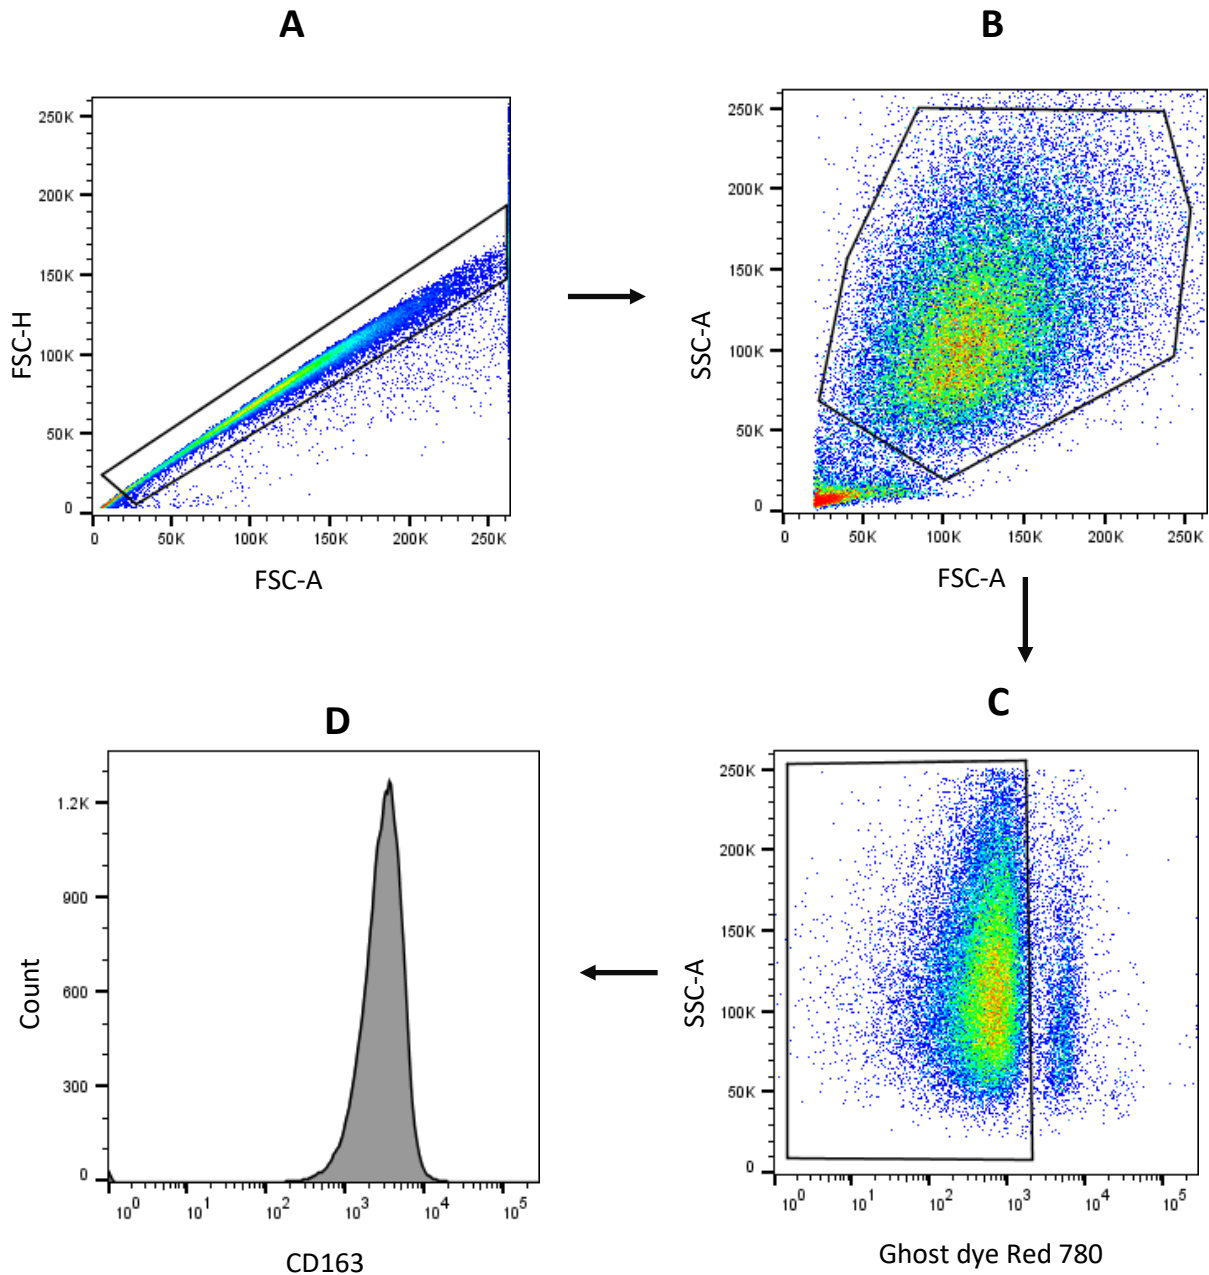 A
B
250K
200K
150K
100K
50K
0
FSC-H
0 50K 100K 150K 200K 250K
FSC-A
250K
200K
150K
100K
50K
0
SSC-A
0 50K 100K 150K 200K 250K
FSC-A
D
C
1.2K
900
600
300
0
Count
10^0 10^1 10^2 10^3 10^4 10^5
CD163
250K
200K
150K
100K
50K
0
SSC-A
10^0 10^1 10^2 10^3 10^4 10^5
Ghost dye Red 780